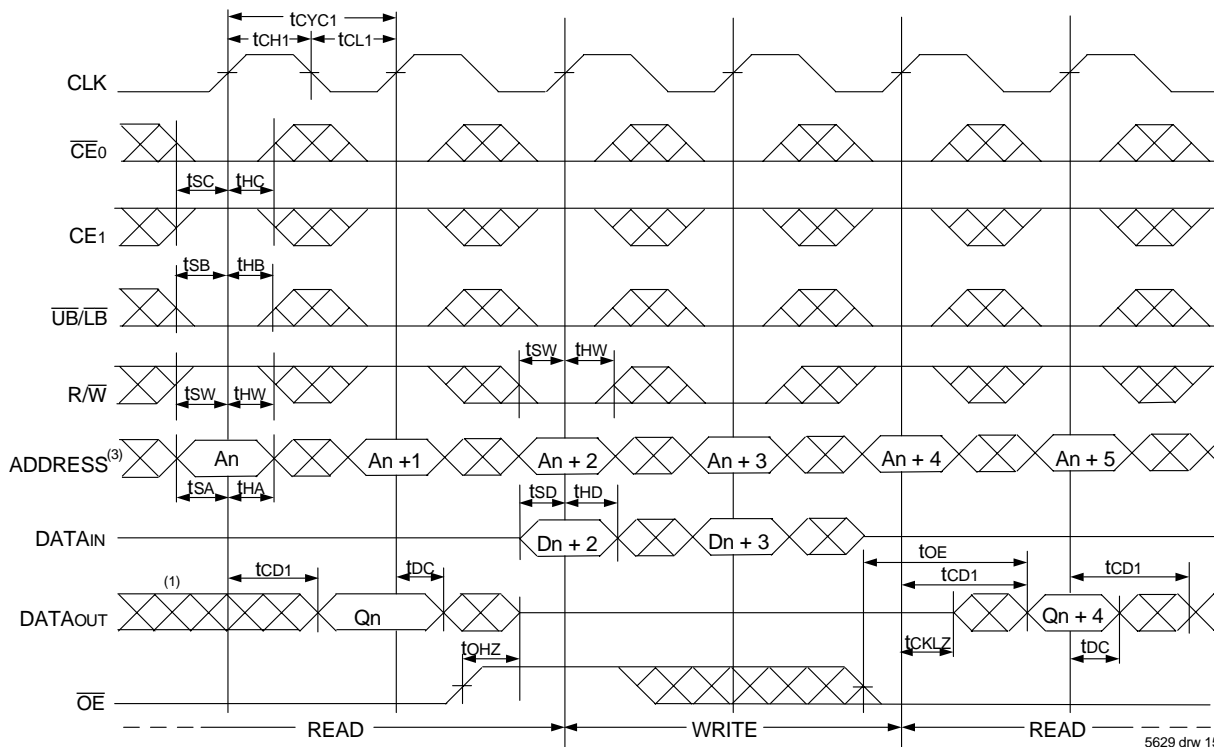 tCYC1
tCH1 tCL1
CLK
CE0
tSC tHC
CE1
tSB tHB
UB/LB
tSW tHW
R/W
tSW tHW
ADDRESS(3) An An +1 An + 2 An + 3 An + 4 An + 5
tSA tHA tSD tHD
DATAIN Dn + 2 Dn + 3
tOE
(1) tCD1 tDC tCD1 tCD1
DATAOUT Qn Qn + 4
tOHZ tCKLZ tDC
OE
READ WRITE READ
5629 drw 15